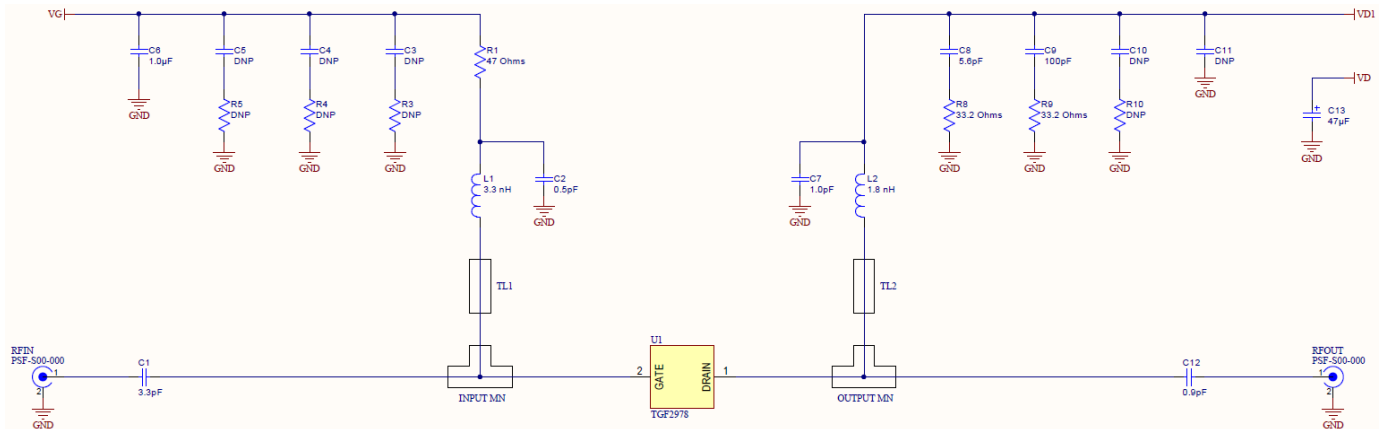 VG
VD1
C6
1.0µF
GND
C5
DNP
R5
DNP
GND
C4
DNP
R4
DNP
GND
C3
DNP
R3
DNP
GND
R1
47 Ohms
L1
3.3 nH
C2
0.5pF
GND
TL1
C7
1.0pF
GND
L2
1.8 nH
TL2
C8
5.6pF
R8
33.2 Ohms
GND
C9
100pF
R9
33.2 Ohms
GND
C10
DNP
R10
DNP
GND
C11
DNP
GND
VD
+
C13
47µF
GND
RFIN
PSF-S00-000
1
2
GND
C1
3.3pF
INPUT MN
U1
2
GATE
DRAIN
1
TGF2978
OUTPUT MN
C12
0.9pF
RFOUT
PSF-S00-000
1
2
GND